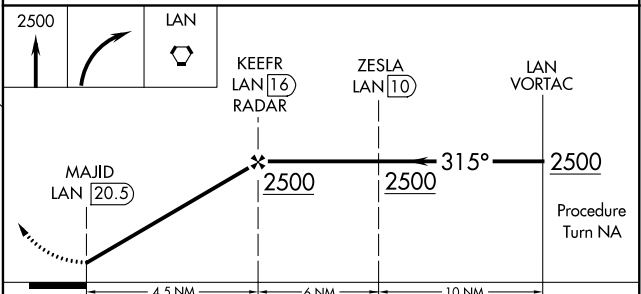 2500
LAN
KEEFR
LAN 16
RADAR
ZESLA
LAN 10
LAN
VORTAC
MAJID
LAN 20.5
2500
2500
315°
2500
Procedure
Turn NA
4.5 NM
6 NM
10 NM